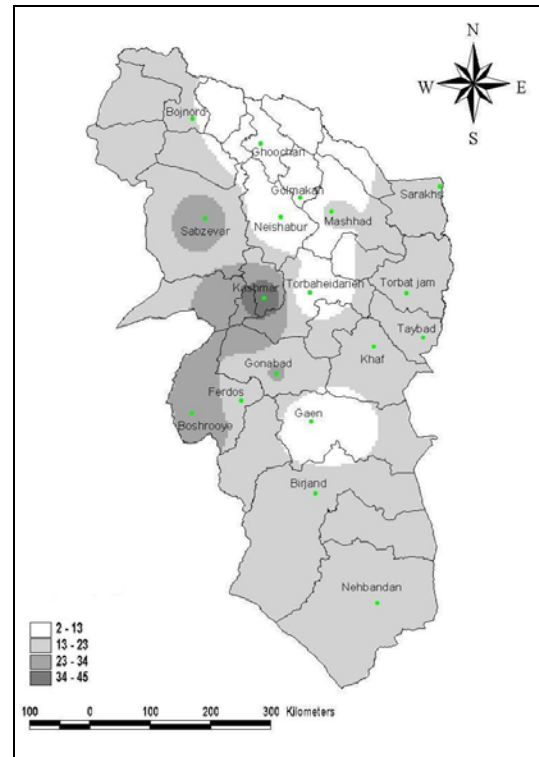 N
W E
S
Bojnord
Ghoochan
Golmakan
Sarakhs
Mashhad
Neishabur
Sabzevar
Kashmar
Torbaheidarieh
Torbat jam
Taybad
Khaf
Gonabad
Ferdos
Boshrooye
Gaen
Birjand
Nehbandan
2 - 13
13 - 23
23 - 34
34 - 45
100 0 100 200 300 Kilometers